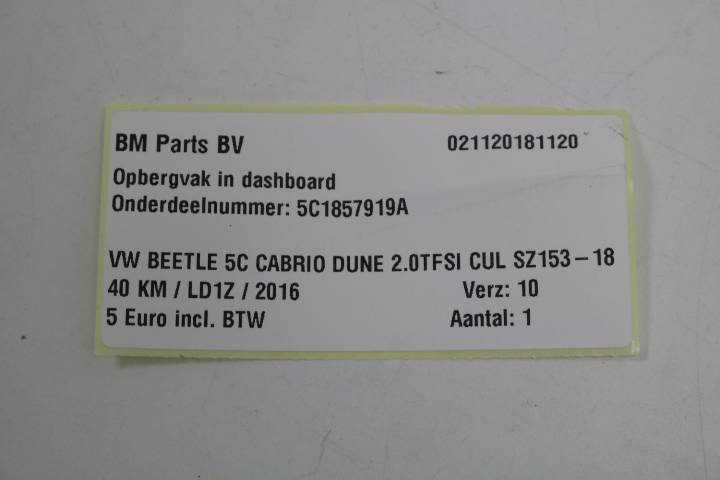 BM Parts BV 021120181120
Opbergvak in dashboard
Onderdeelnummer: 5C1857919A
VW BEETLE 5C CABRIO DUNE 2.0TFSI CUL SZ153-18
40 KM / LD1Z / 2016 Verz: 10
5 Euro incl. BTW Aantal: 1